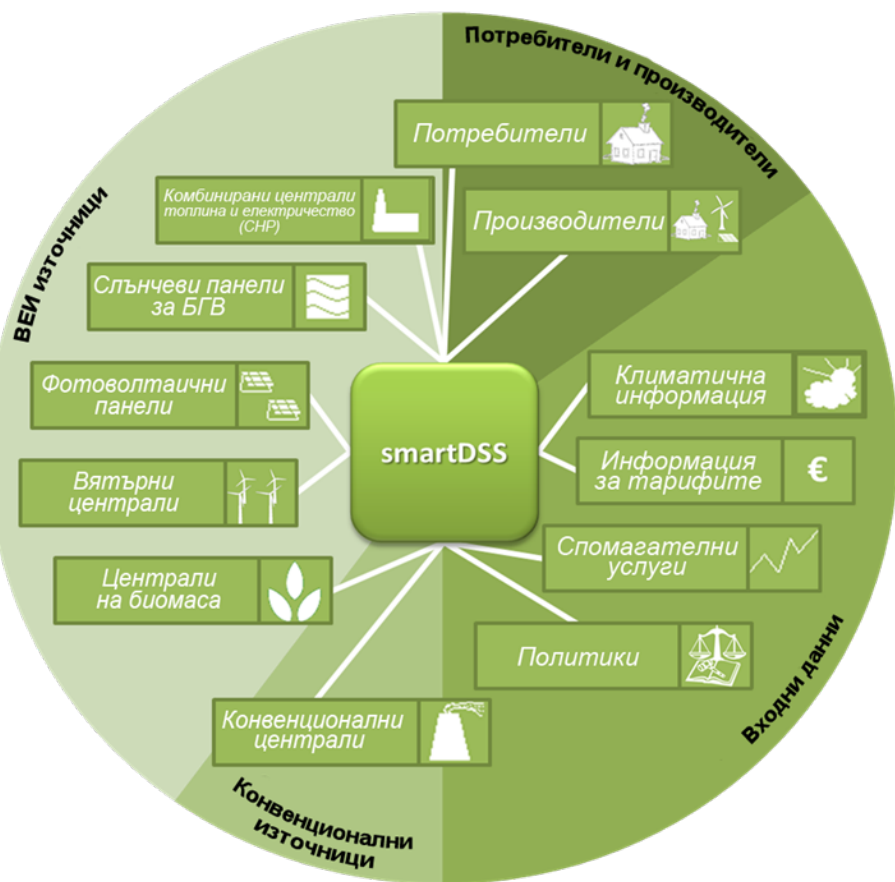 Потребители и производители
Потребители
Производители
ВЕИ източници
Комбинирани централи
топлина и електричество
(CHP)
Слънчеви панели
за БГВ
Фотоволтаични
панели
Вятърни
централи
Централи
на биомаса
smartDSS
Климатична
информация
Информация
за тарифите
€
Спомагателни
услуги
Политики
Входни данни
Конвенционални
централи
Конвенционални
източници